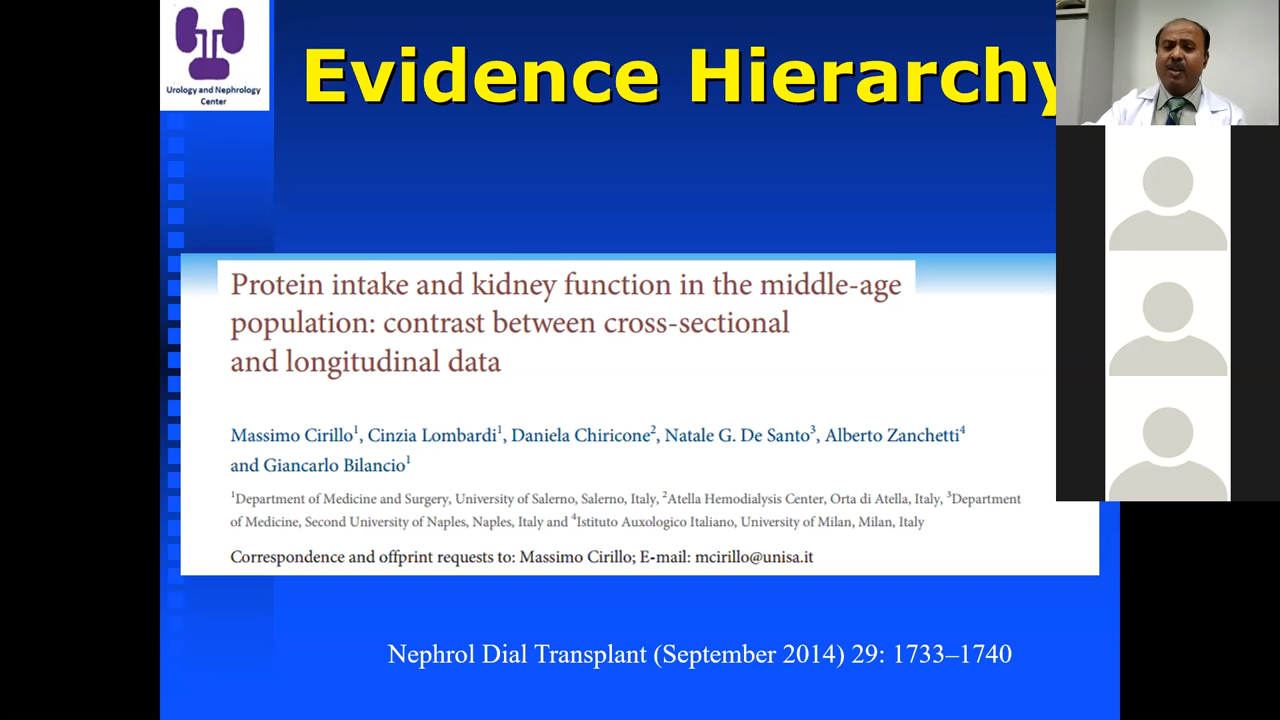 Urology and Nephrology
Center
Evidence Hierarchy
Protein intake and kidney function in the middle-age
population: contrast between cross-sectional
and longitudinal data
Massimo Cirillo¹, Cinzia Lombardi¹, Daniela Chiricone², Natale G. De Santo³, Alberto Zanchetti⁴
and Giancarlo Bilancio¹
¹Department of Medicine and Surgery, University of Salerno, Salerno, Italy, ²Atella Hemodialysis Center, Orta di Atella, Italy, ³Department
of Medicine, Second University of Naples, Naples, Italy and ⁴Istituto Auxologico Italiano, University of Milan, Milan, Italy
Correspondence and offprint requests to: Massimo Cirillo; E-mail: mcirillo@unisa.it
Nephrol Dial Transplant (September 2014) 29: 1733–1740